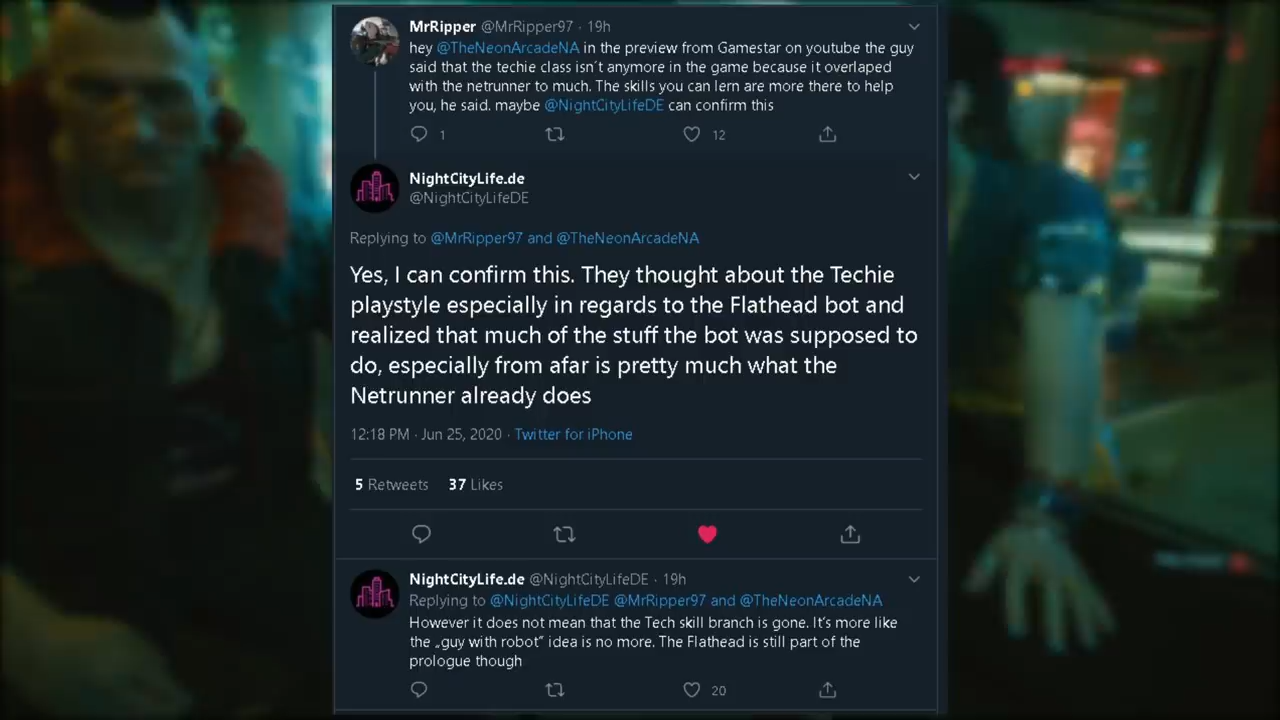 MrRipper @MrRipper97 · 19h
hey @TheNeonArcadeNA in the preview from Gamestar on youtube the guy
said that the techie class isn´t anymore in the game because it overlaped
with the netrunner to much. The skills you can lern are more there to help
you, he said. maybe @NightCityLifeDE can confirm this
1 12
NightCityLife.de
@NightCityLifeDE
Replying to @MrRipper97 and @TheNeonArcadeNA
Yes, I can confirm this. They thought about the Techie
playstyle especially in regards to the Flathead bot and
realized that much of the stuff the bot was supposed to
do, especially from afar is pretty much what the
Netrunner already does
12:18 PM · Jun 25, 2020 · Twitter for iPhone
5 Retweets 37 Likes
NightCityLife.de @NightCityLifeDE · 19h
Replying to @NightCityLifeDE @MrRipper97 and @TheNeonArcadeNA
However it does not mean that the Tech skill branch is gone. It's more like
the „guy with robot" idea is no more. The Flathead is still part of the
prologue though
20